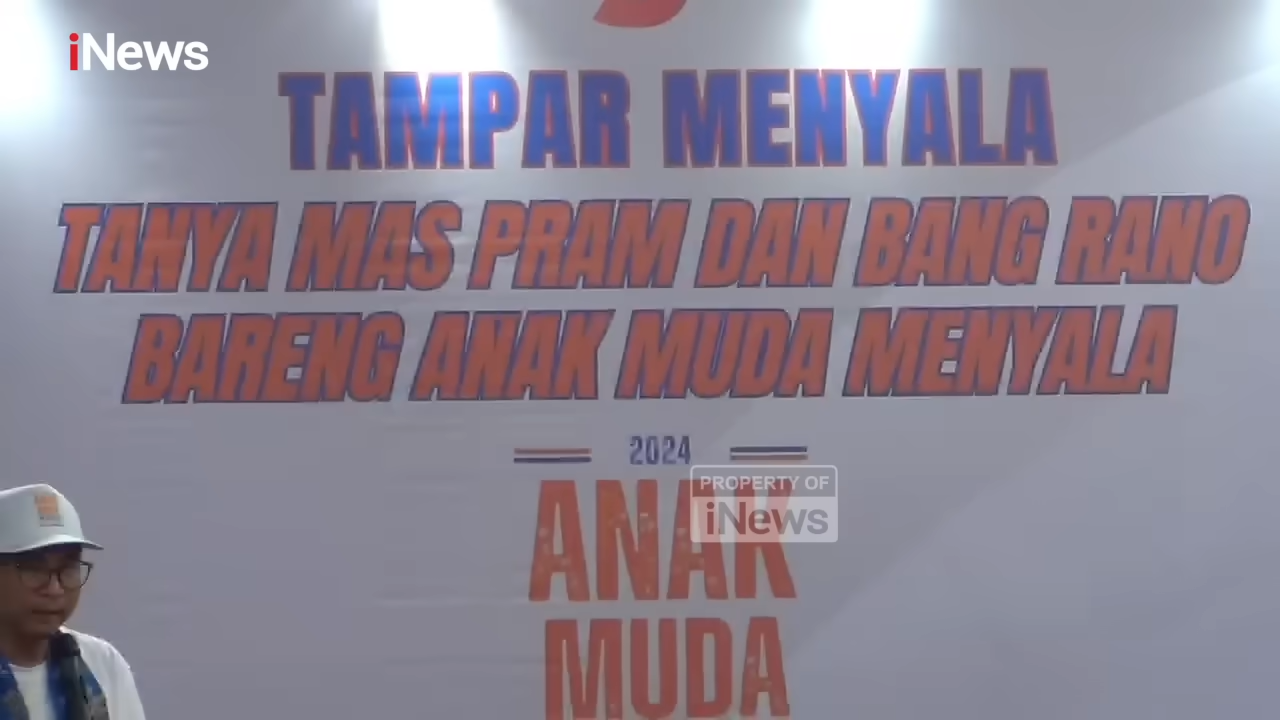 iNews
TAMPAR MENYALA
TANYA MAS PRAM DAN BANG RANO
BARENG ANAK MUDA MENYALA
2024
PROPERTY OF
iNews
ANAK
MUDA